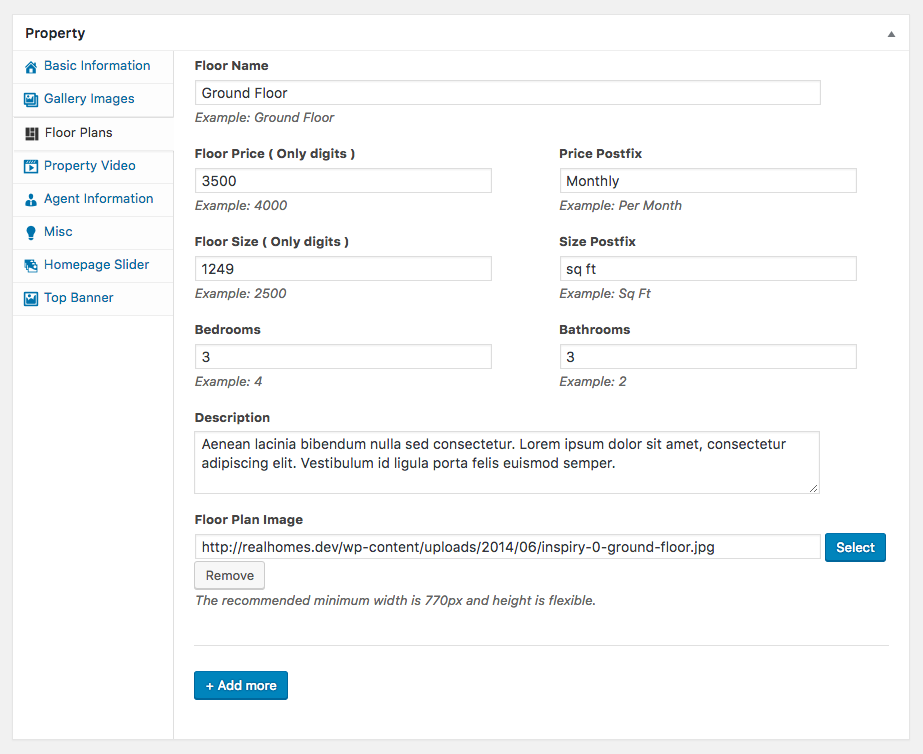 Property
Basic Information
Gallery Images
Floor Plans
Property Video
Agent Information
Misc
Homepage Slider
Top Banner
Floor Name
Ground Floor
Example: Ground Floor
Floor Price ( Only digits )
Price Postfix
3500
Monthly
Example: 4000
Example: Per Month
Floor Size ( Only digits )
Size Postfix
1249
sq ft
Example: 2500
Example: Sq Ft
Bedrooms
Bathrooms
3
3
Example: 4
Example: 2
Description
Aenean lacinia bibendum nulla sed consectetur. Lorem ipsum dolor sit amet, consectetur
adipiscing elit. Vestibulum id ligula porta felis euismod semper.
Floor Plan Image
http://realhomes.dev/wp-content/uploads/2014/06/inspiry-0-ground-floor.jpg
Select
Remove
The recommended minimum width is 770px and height is flexible.
+ Add more